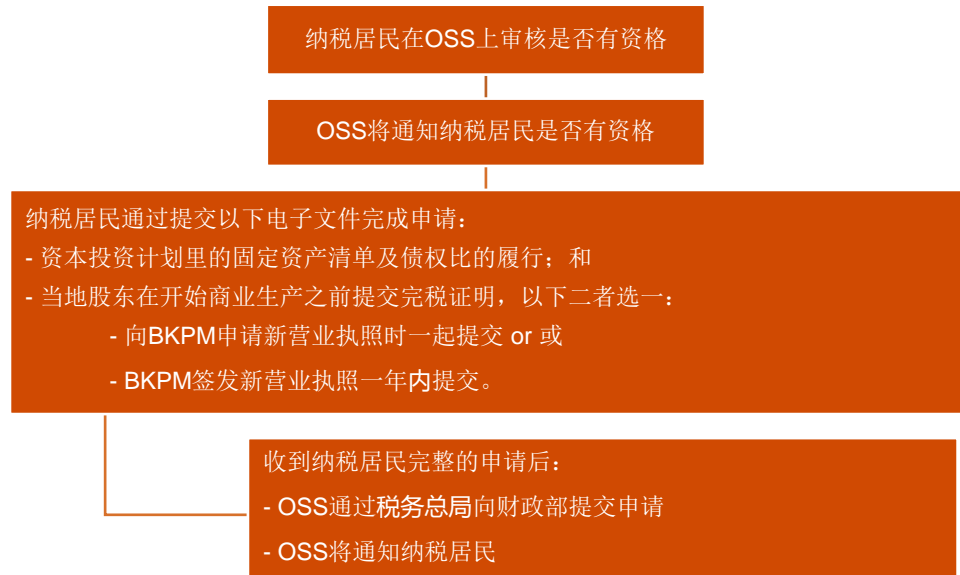 纳税居民在OSS上审核是否有资格
OSS将通知纳税居民是否有资格
纳税居民通过提交以下电子文件完成申请：
- 资本投资计划里的固定资产清单及债权比的履行；和
- 当地股东在开始商业生产之前提交完税证明，以下二者选一：
- 向BKPM申请新营业执照时一起提交 or 或
- BKPM签发新营业执照一年内提交。
收到纳税居民完整的申请后：
- OSS通过税务总局向财政部提交申请
- OSS将通知纳税居民